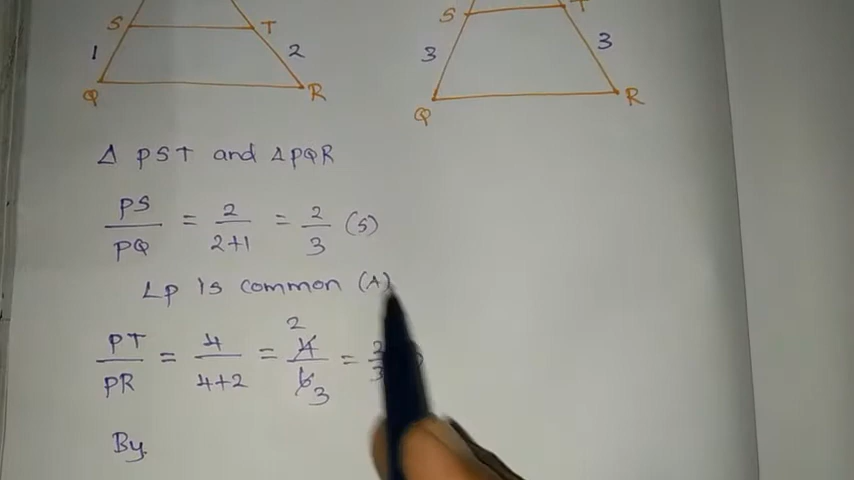 S T
1 2
Q R
S T
3 3
Q R
Δ PST and ΔPQR
PS/PQ = 2/2+1 = 2/3 (S)
∠P is common (A)
PT/PR = 4/4+2 = 4/6 2 3 = 2/3
By